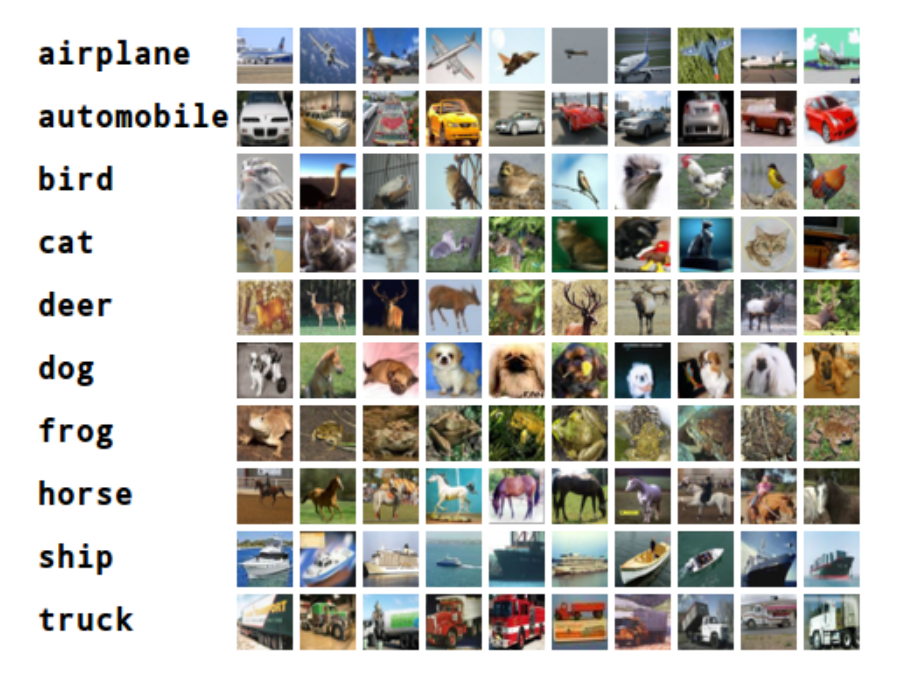 airplane
automobile
bird
cat
deer
dog
frog
horse
ship
truck